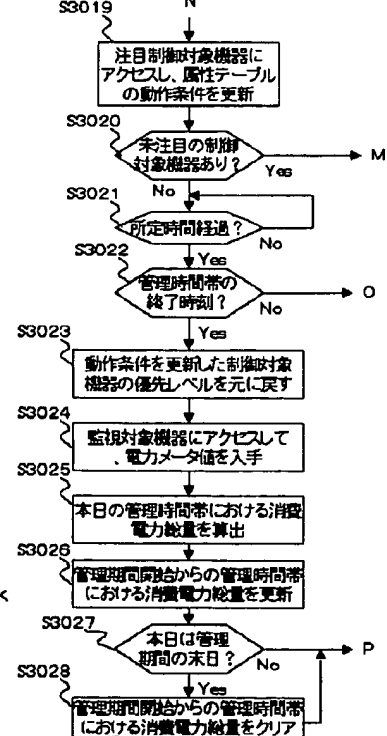 N
S3019
注目制御対象機器に
アクセスし、属性テーブル
の動作条件を更新
S3020
未注目の制御
対象機器あり？
M
Yes
No
S3021
所定時間経過？
No
Yes
S3022
管理時間帯の
終了時刻？
O
No
Yes
S3023
動作条件を更新した制御対象
機器の優先レベルを元に戻す
S3024
監視対象機器にアクセスして
、電力メータ値を入手
S3025
本日の管理時間帯における消費
電力総量を算出
S3026
管理期間開始からの管理時間帯
における消費電力総量を更新
S3027
本日は管理
期間の末日？
P
No
Yes
S3028
管理期間開始からの管理時間帯
における消費電力総量をクリア